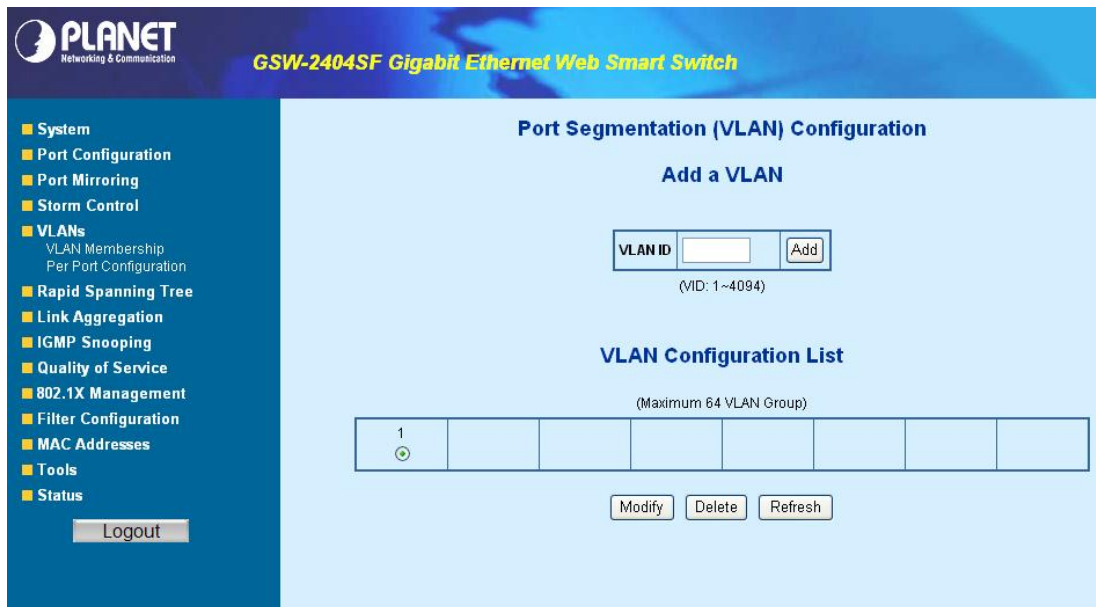 PLANET
Networking & Communication
GSW-2404SF Gigabit Ethernet Web Smart Switch
System
Port Configuration
Port Mirroring
Storm Control
VLANs
VLAN Membership
Per Port Configuration
Rapid Spanning Tree
Link Aggregation
IGMP Snooping
Quality of Service
802.1X Management
Filter Configuration
MAC Addresses
Tools
Status
Logout
Port Segmentation (VLAN) Configuration
Add a VLAN
VLAN ID Add
(VID: 1~4094)
VLAN Configuration List
(Maximum 64 VLAN Group)
1
Modify Delete Refresh